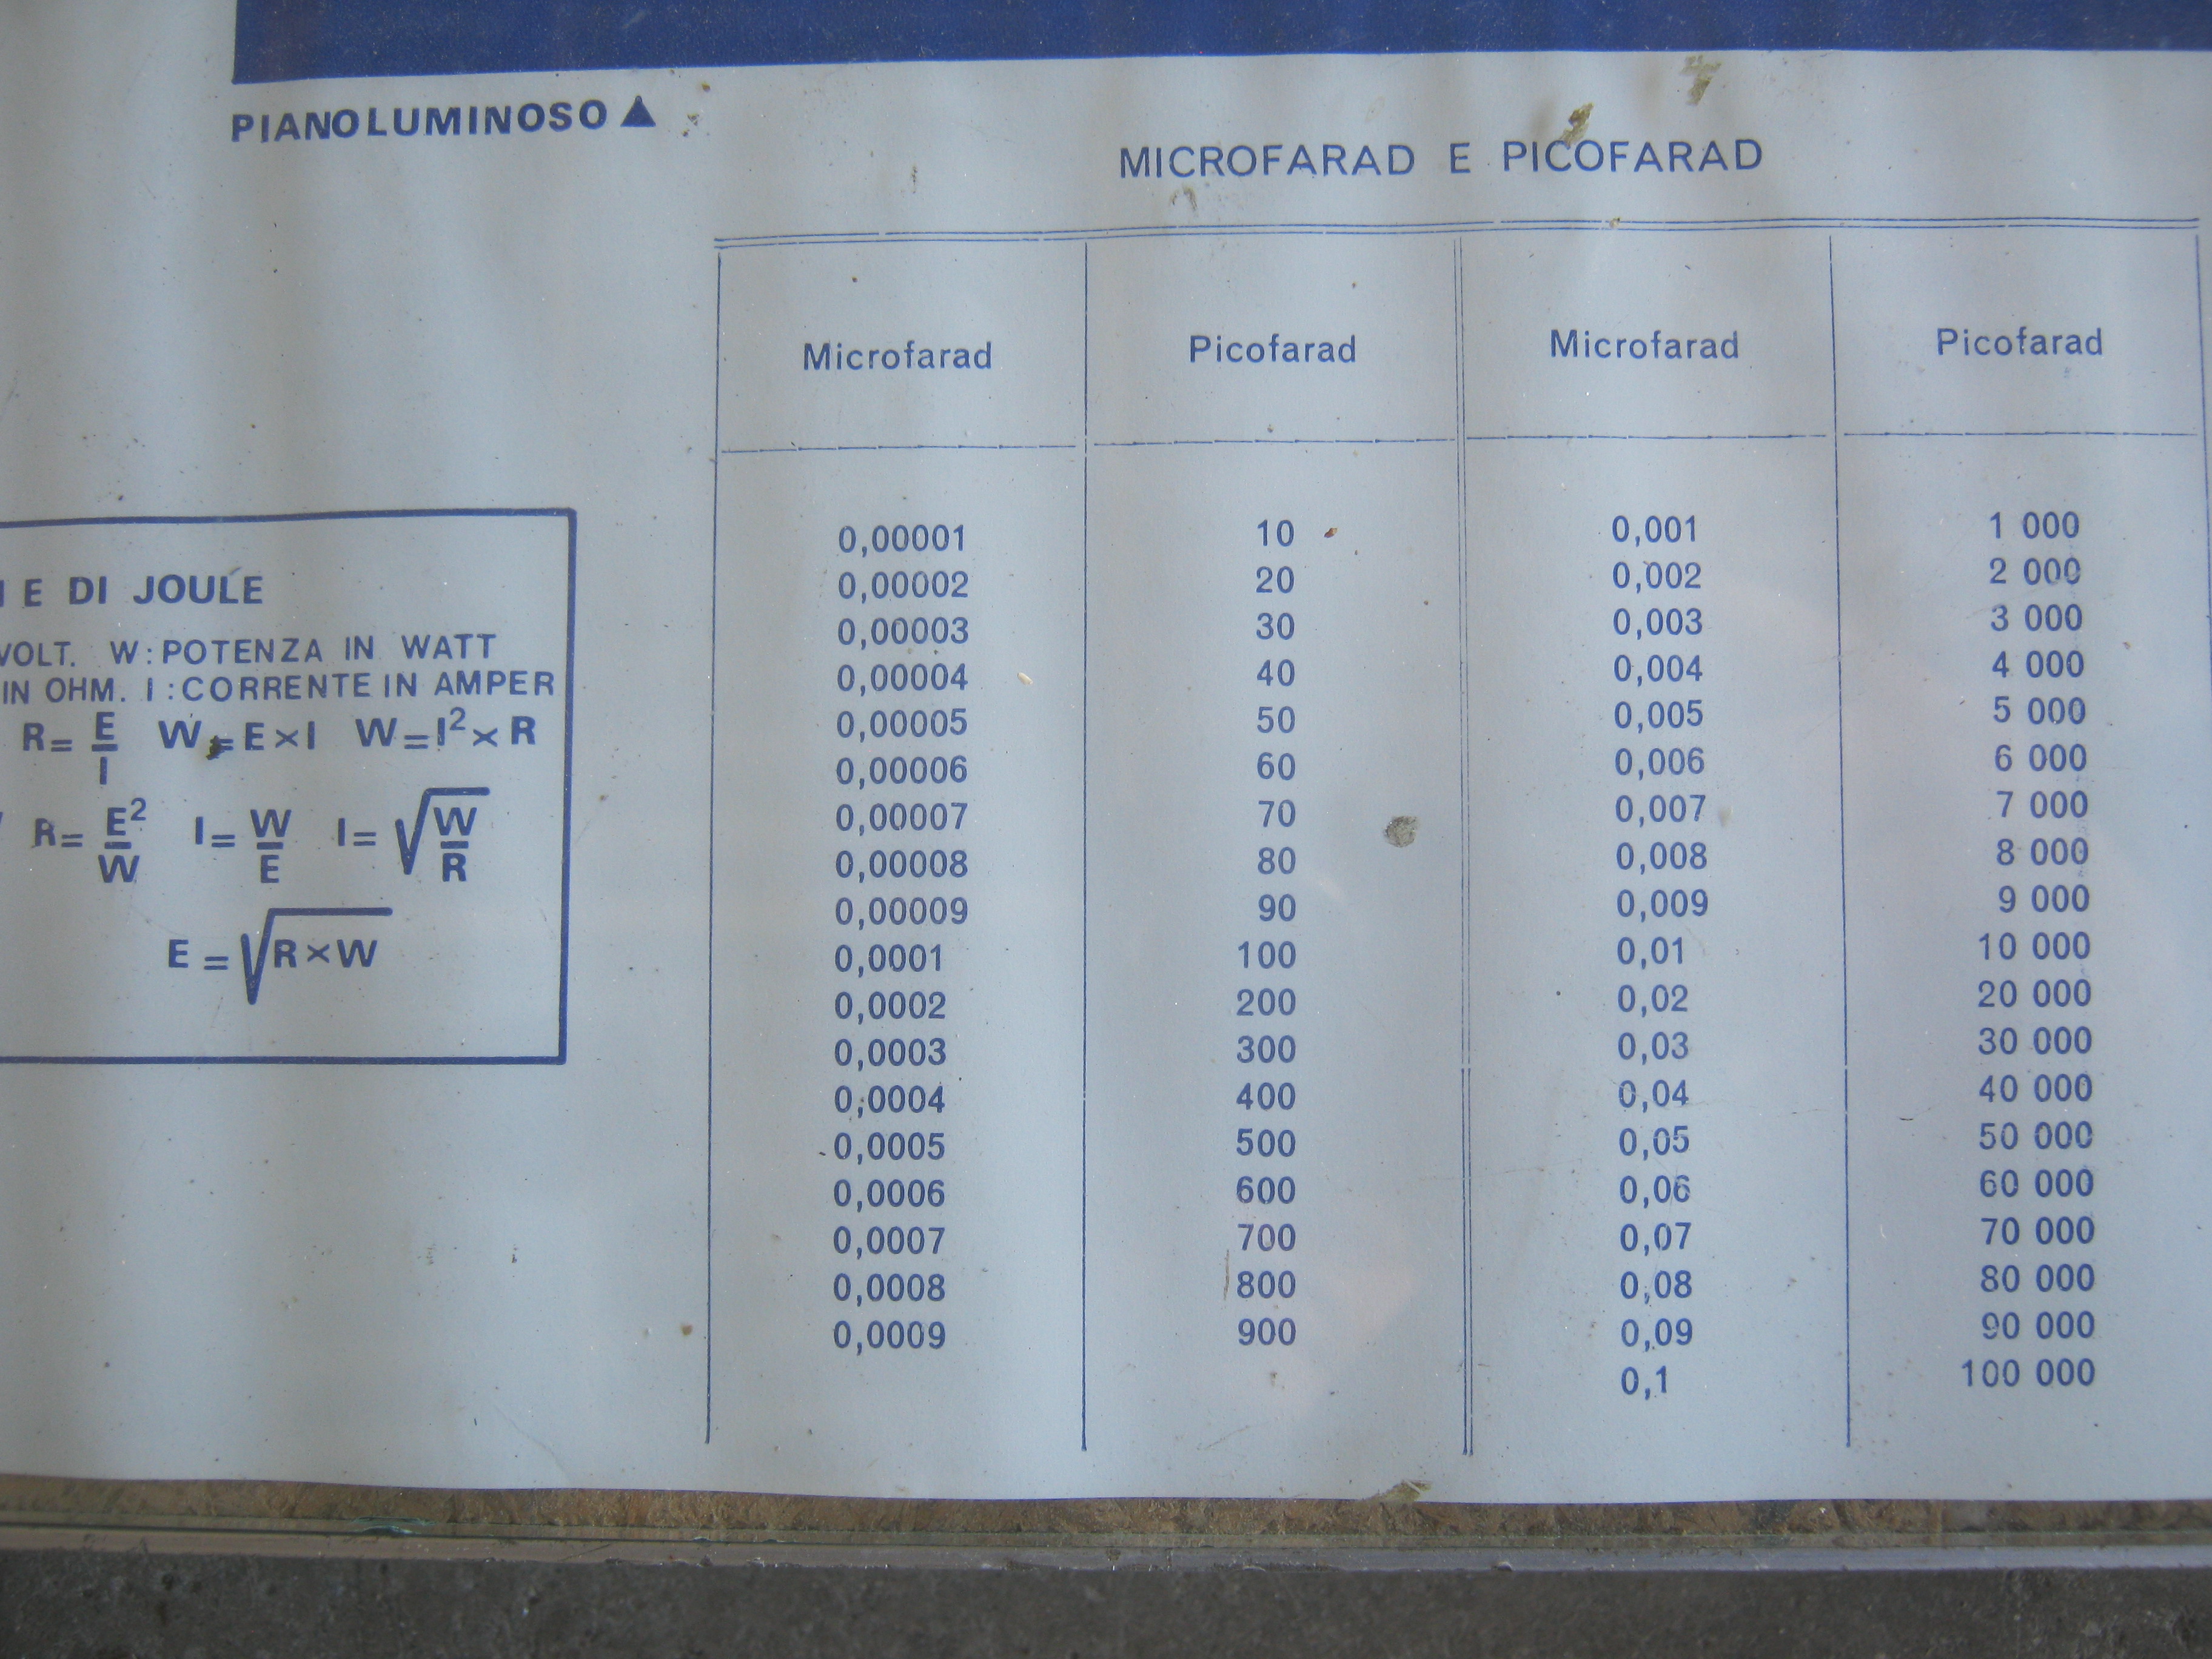 PIANOLUMINOSO ▲
MICROFARAD E PICOFARAD
Microfarad Picofarad Microfarad Picofarad
0,00001 10 0,001 1 000
0,00002 20 0,002 2 000
0,00003 30 0,003 3 000
0,00004 40 0,004 4 000
0,00005 50 0,005 5 000
0,00006 60 0,006 6 000
0,00007 70 0,007 7 000
0,00008 80 0,008 8 000
0,00009 90 0,009 9 000
0,0001 100 0,01 10 000
0,0002 200 0,02 20 000
0,0003 300 0,03 30 000
0,0004 400 0,04 40 000
0,0005 500 0,05 50 000
0,0006 600 0,06 60 000
0,0007 700 0,07 70 000
0,0008 800 0,08 80 000
0,0009 900 0,09 90 000
0,1 100 000
E DI JOULE
VOLT. W:POTENZA IN WATT
IN OHM. I:CORRENTE IN AMPER
R=E/I W=E×I W=I²×R
R=E²/W I=W/E I=√W/R
E=√R×W